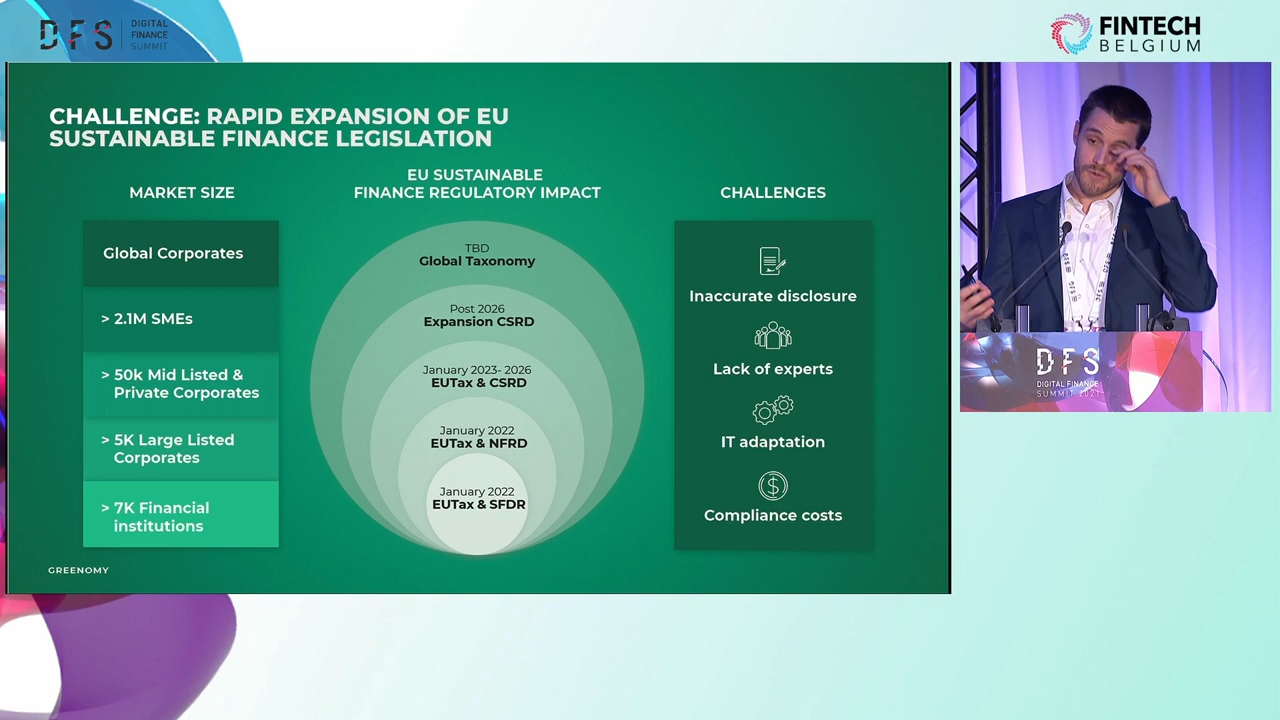 DFS
DIGITAL
FINANCE
SUMMIT
FINTECH
BELGIUM
CHALLENGE: RAPID EXPANSION OF EU
SUSTAINABLE FINANCE LEGISLATION
MARKET SIZE
Global Corporates
> 2.1M SMEs
> 50k Mid Listed &
Private Corporates
> 5K Large Listed
Corporates
> 7K Financial
institutions
EU SUSTAINABLE
FINANCE REGULATORY IMPACT
TBD
Global Taxonomy
Post 2026
Expansion CSRD
January 2023- 2026
EUTax & CSRD
January 2022
EUTax & NFRD
January 2022
EUTax & SFDR
CHALLENGES
Inaccurate disclosure
Lack of experts
IT adaptation
Compliance costs
GREENOMY
DFS
DIGITAL FINANCE
SUMMIT 2021